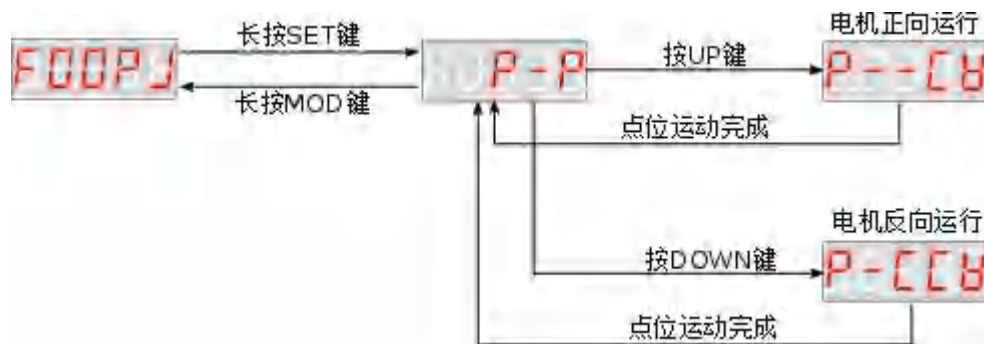 电机正向运行
长按SET键
F00PJ
P-P
按UP键
P--CW
长按MOD键
点位运动完成
电机反向运行
按DOWN键
P-CCW
点位运动完成